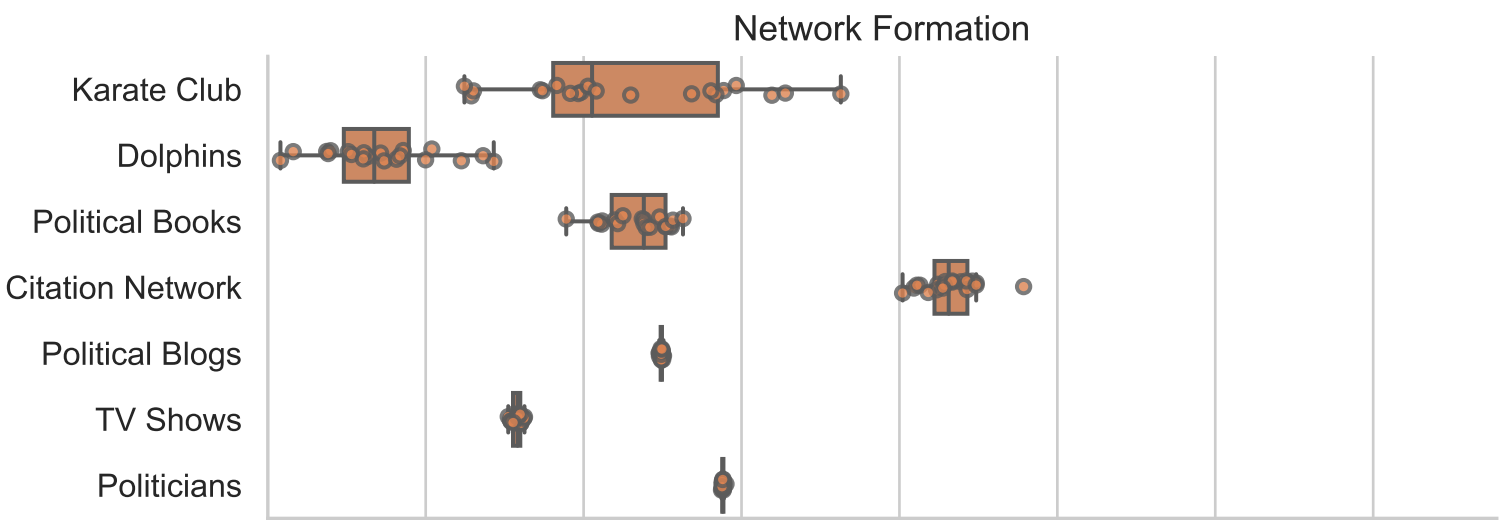 Network Formation
Karate Club
Dolphins
Political Books
Citation Network
Political Blogs
TV Shows
Politicians